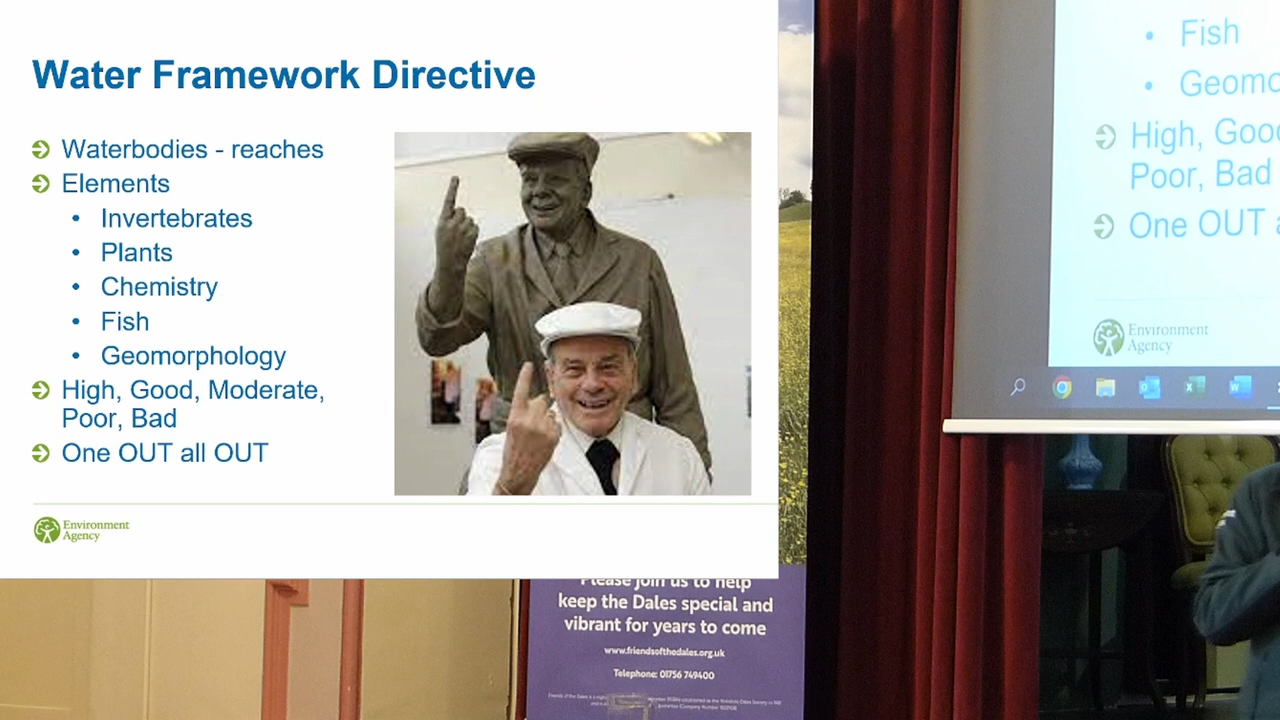 Water Framework Directive
Waterbodies - reaches
Elements
Invertebrates
Plants
Chemistry
Fish
Geomorphology
High, Good, Moderate,
Poor, Bad
One OUT all OUT
Environment
Agency
Please join us to help
keep the Dales special and
vibrant for years to come
www.friendsofthedales.org.uk
Telephone: 01756 749400
Fish
Geomo
High, Good
Poor, Bad
One OUT a
Environment
Agency